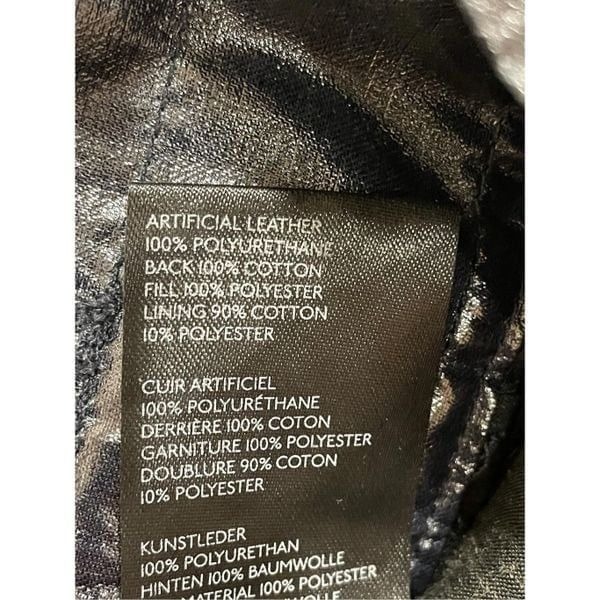 ARTIFICIAL LEATHER
100% POLYURETHANE
BACK 100% COTTON
FILL 100% POLYESTER
LINING 90% COTTON
10% POLYESTER
CUIR ARTIFICIEL
100% POLYURÉTHANE
DERRIÈRE 100% COTON
GARNITURE 100% POLYESTER
DOUBLURE 90% COTON
10% POLYESTER
KUNSTLEDER
100% POLYURETHAN
HINTEN 100% BAUMWOLLE
MATERIAL 100% POLYESTER